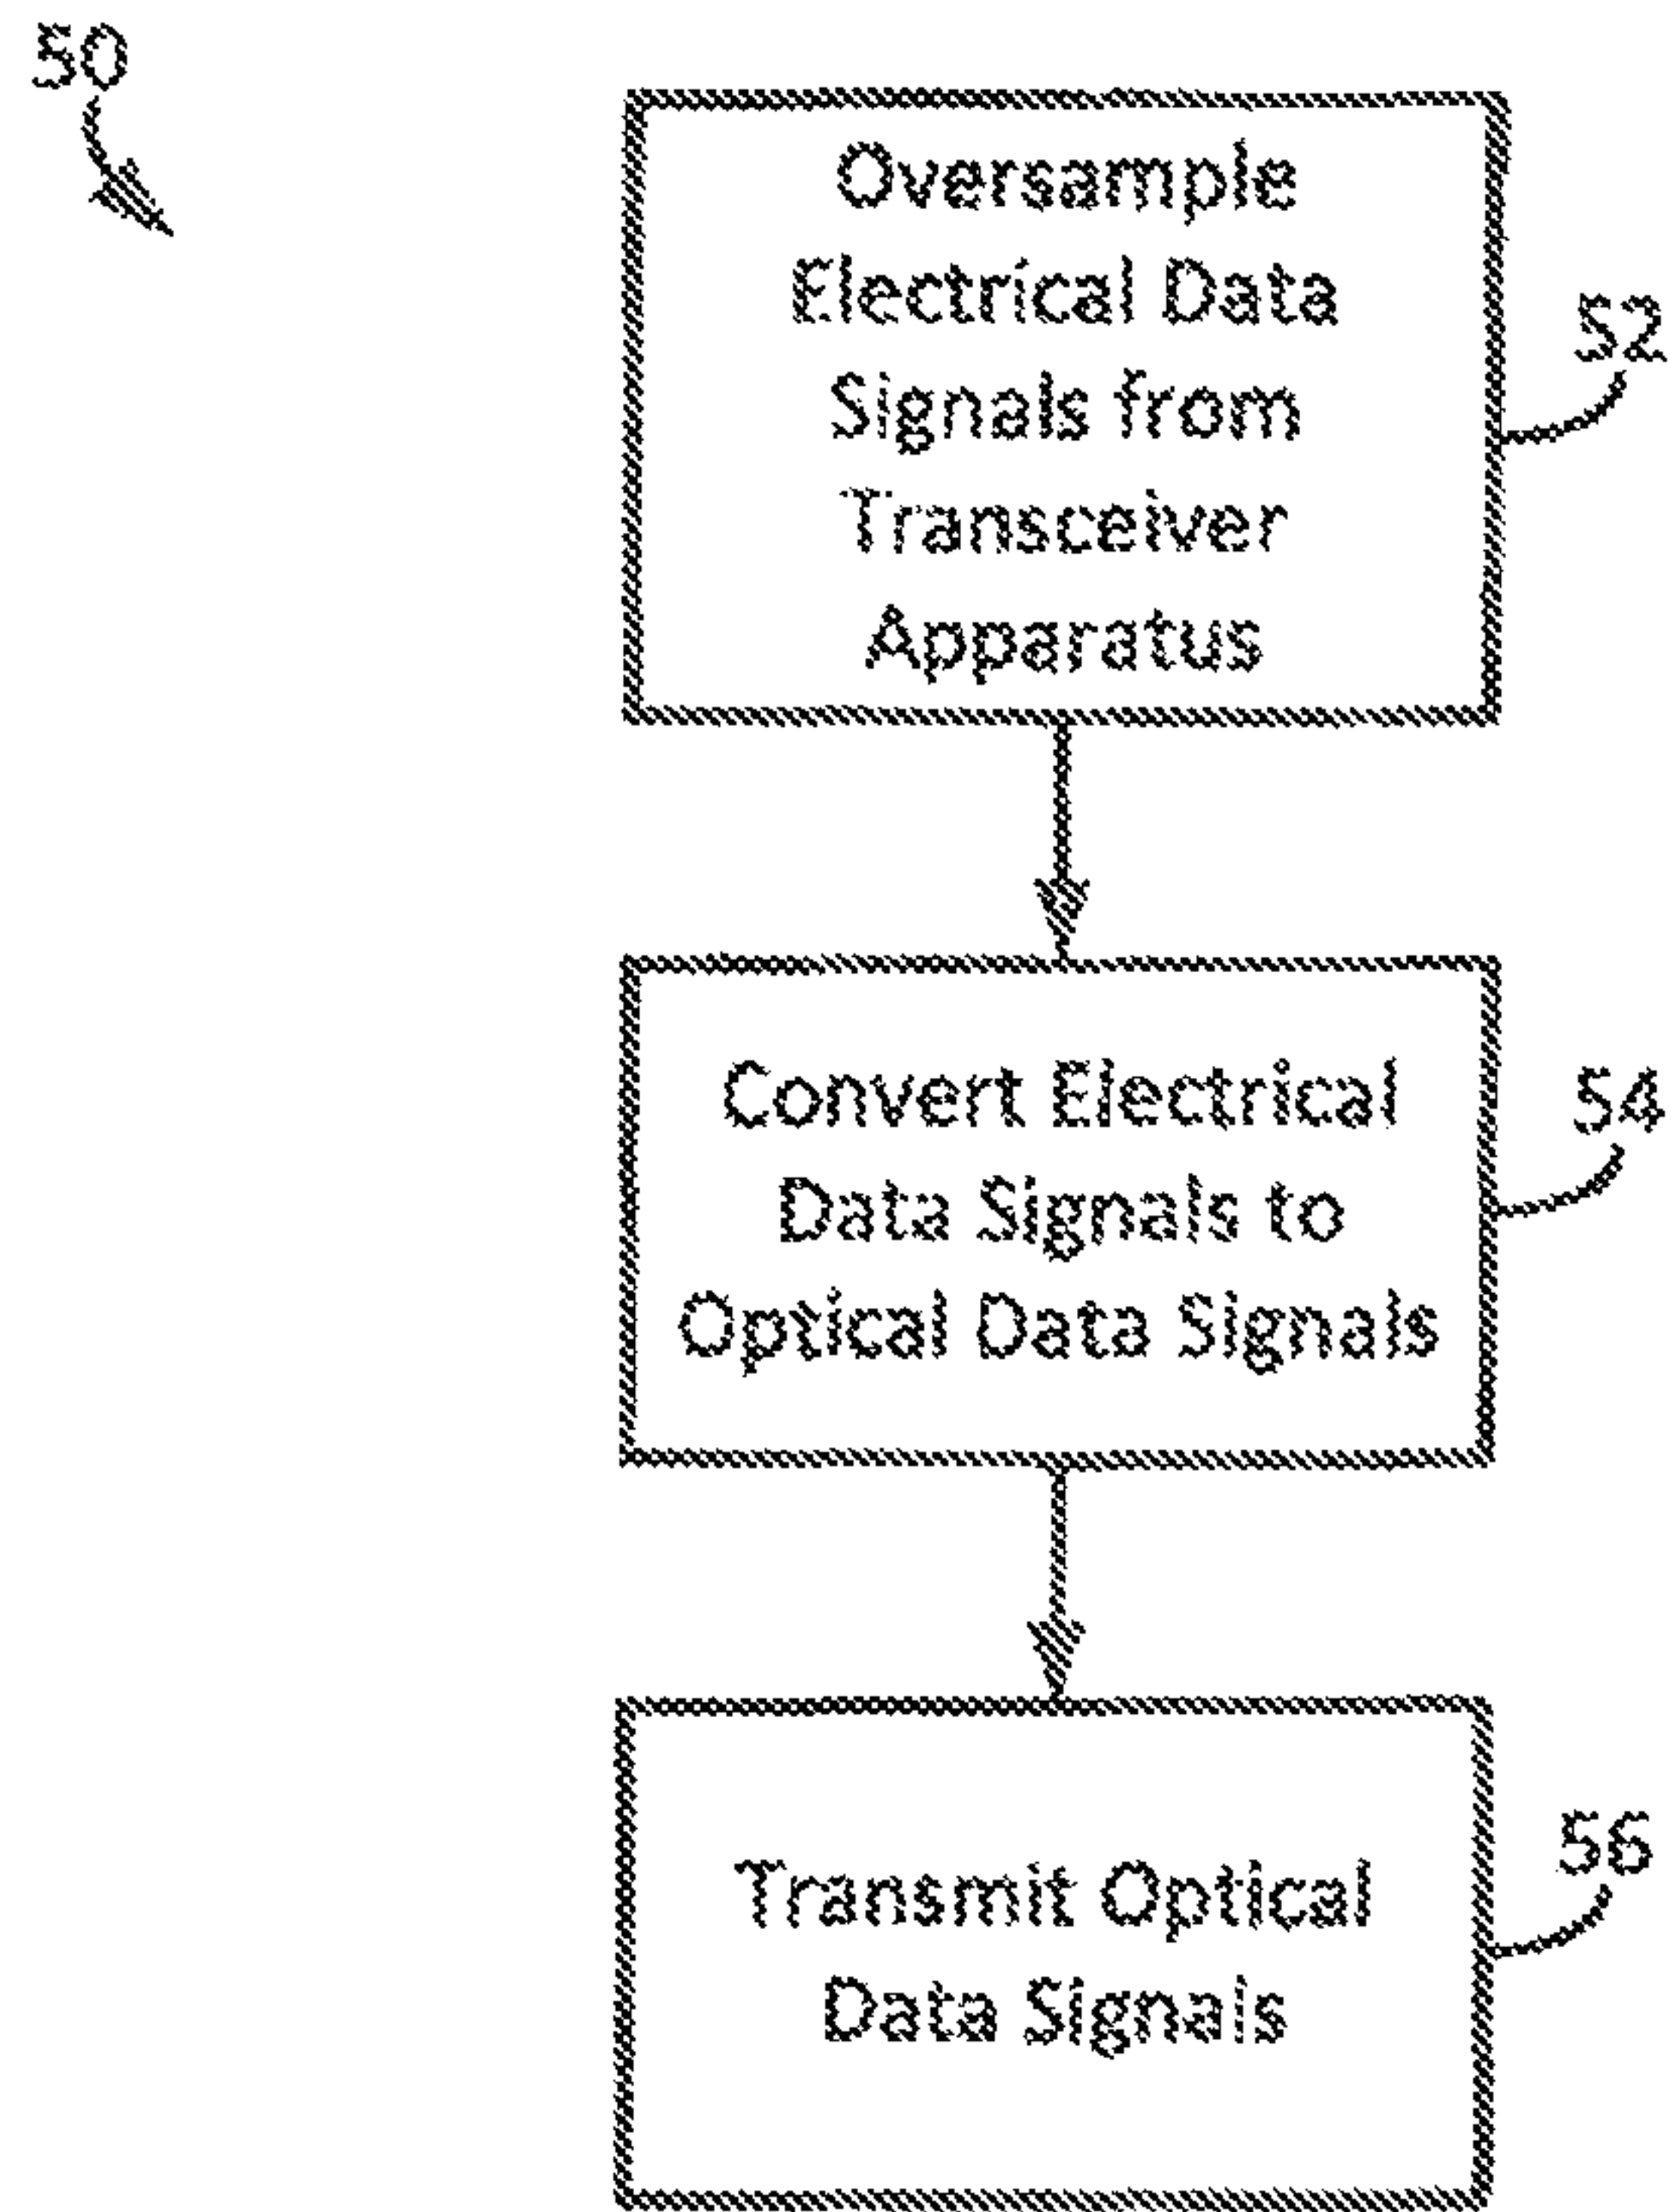 50
Oversample
Electrical Data
Signals from
Transceiver
Apparatus
52
Convert Electrical
Data Signals to
Optical Data Signals
54
Transmit Optical
Data Signals
56